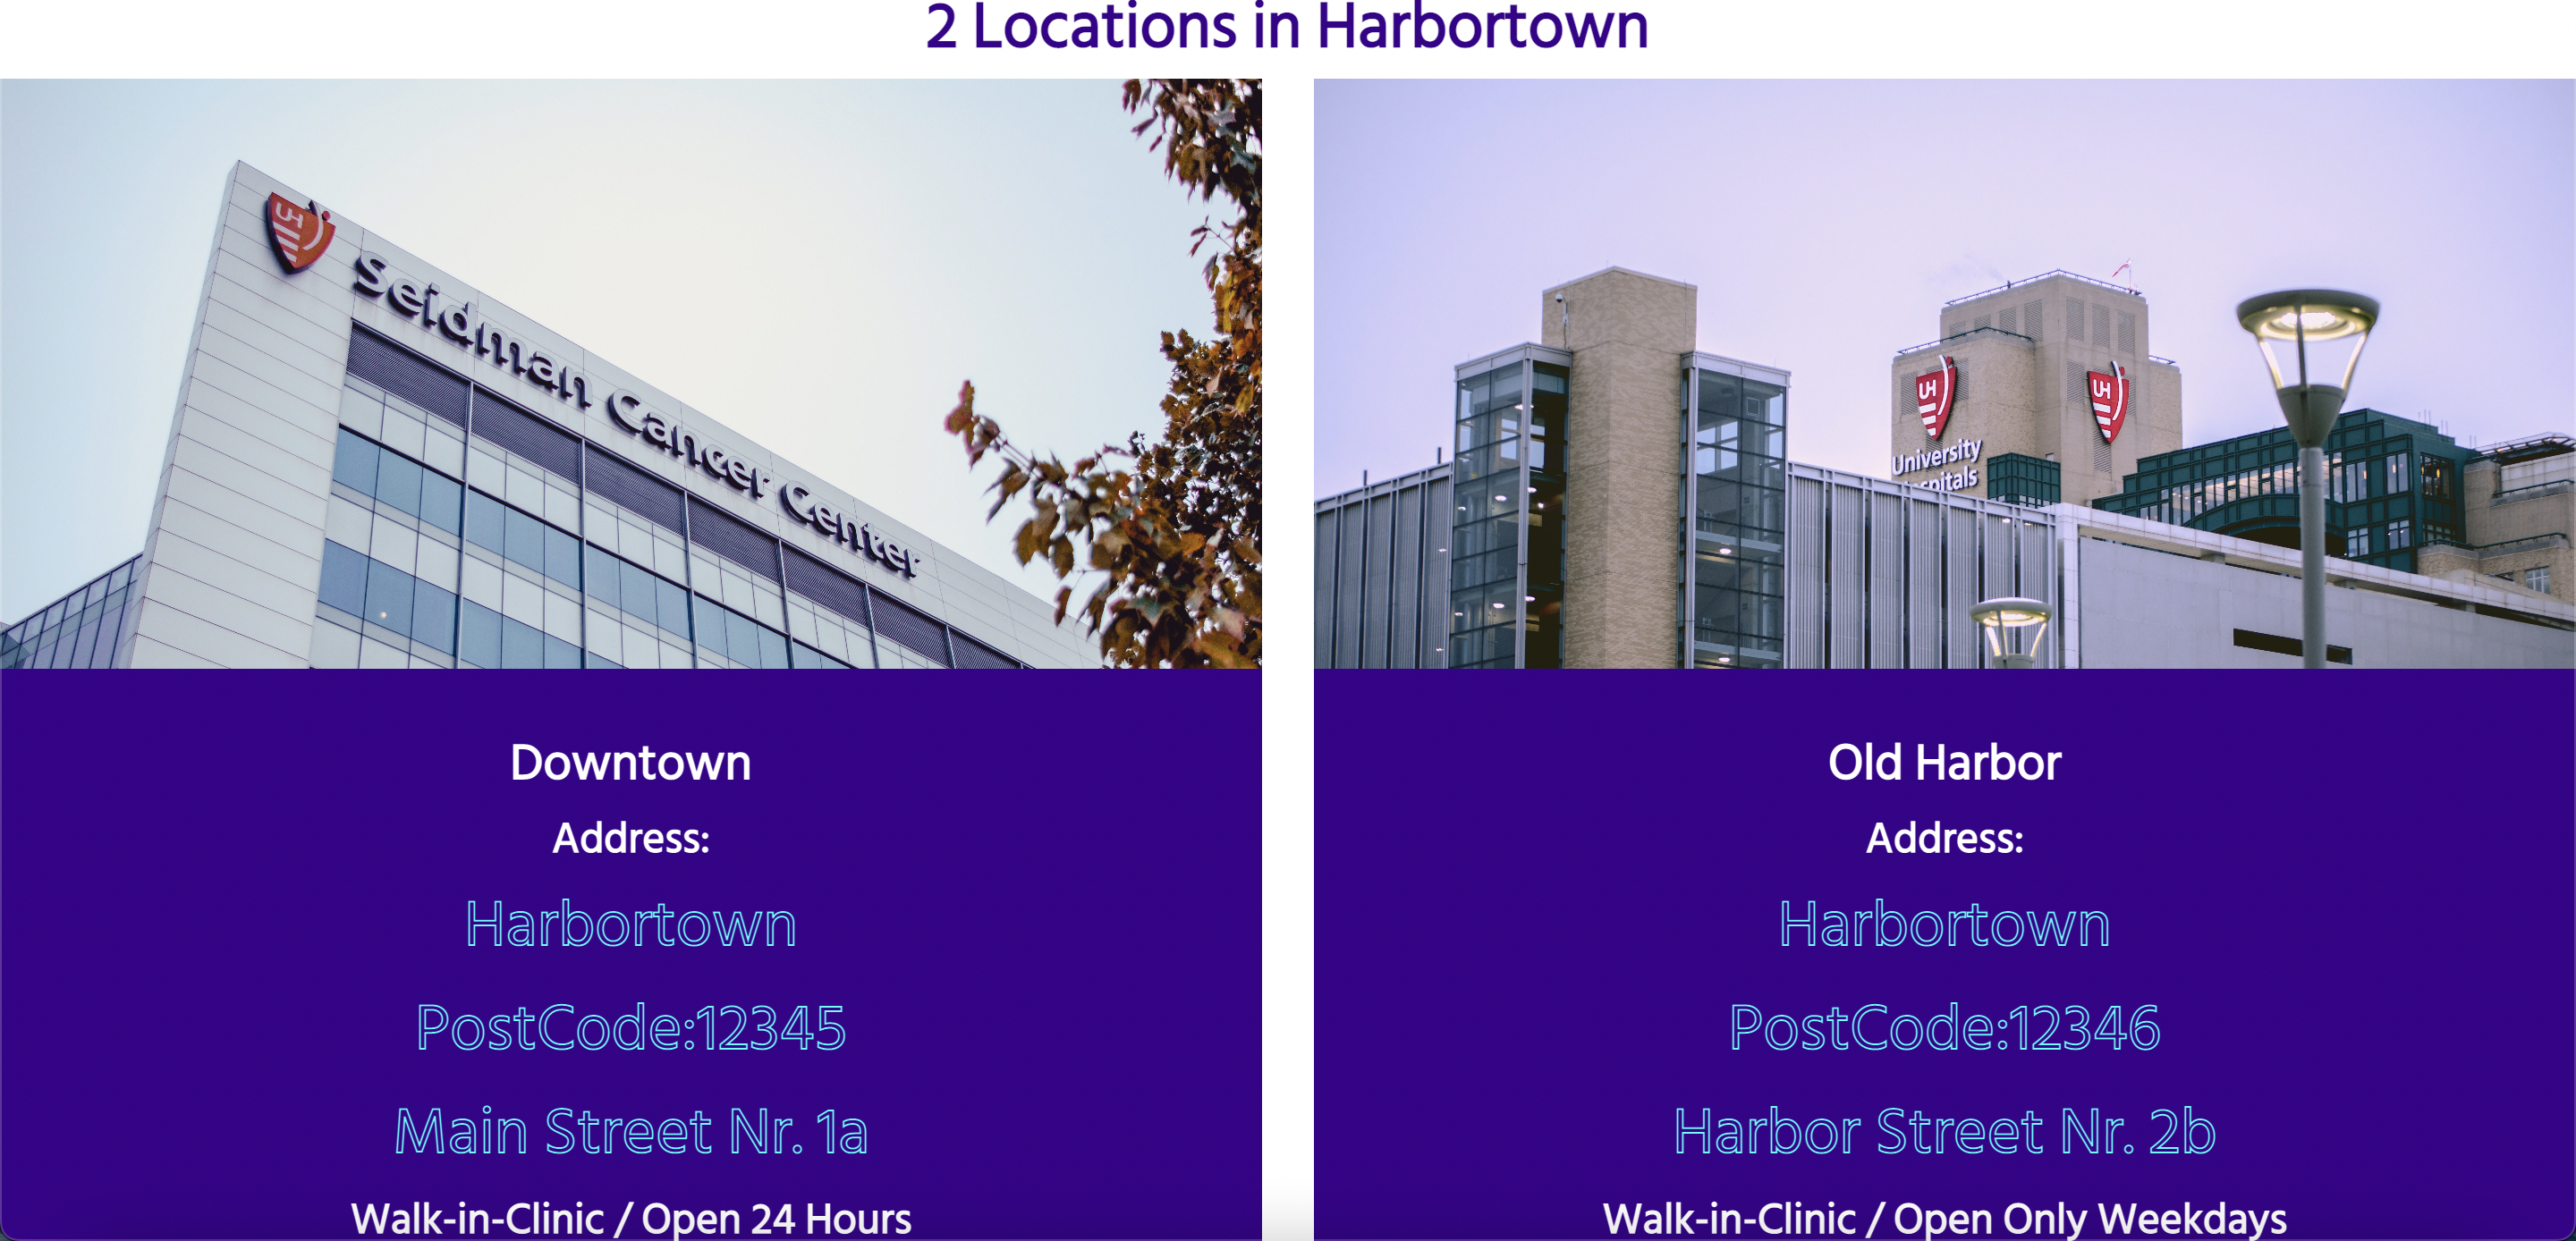 2 Locations in Harbortown
UH
Seidman Cancer Center
Downtown
Address:
Harbortown
PostCode:12345
Main Street Nr. 1a
Walk-in-Clinic / Open 24 Hours
UH
UH
University
Old Harbor
Address:
Harbortown
PostCode:12346
Harbor Street Nr. 2b
Walk-in-Clinic / Open Only Weekdays